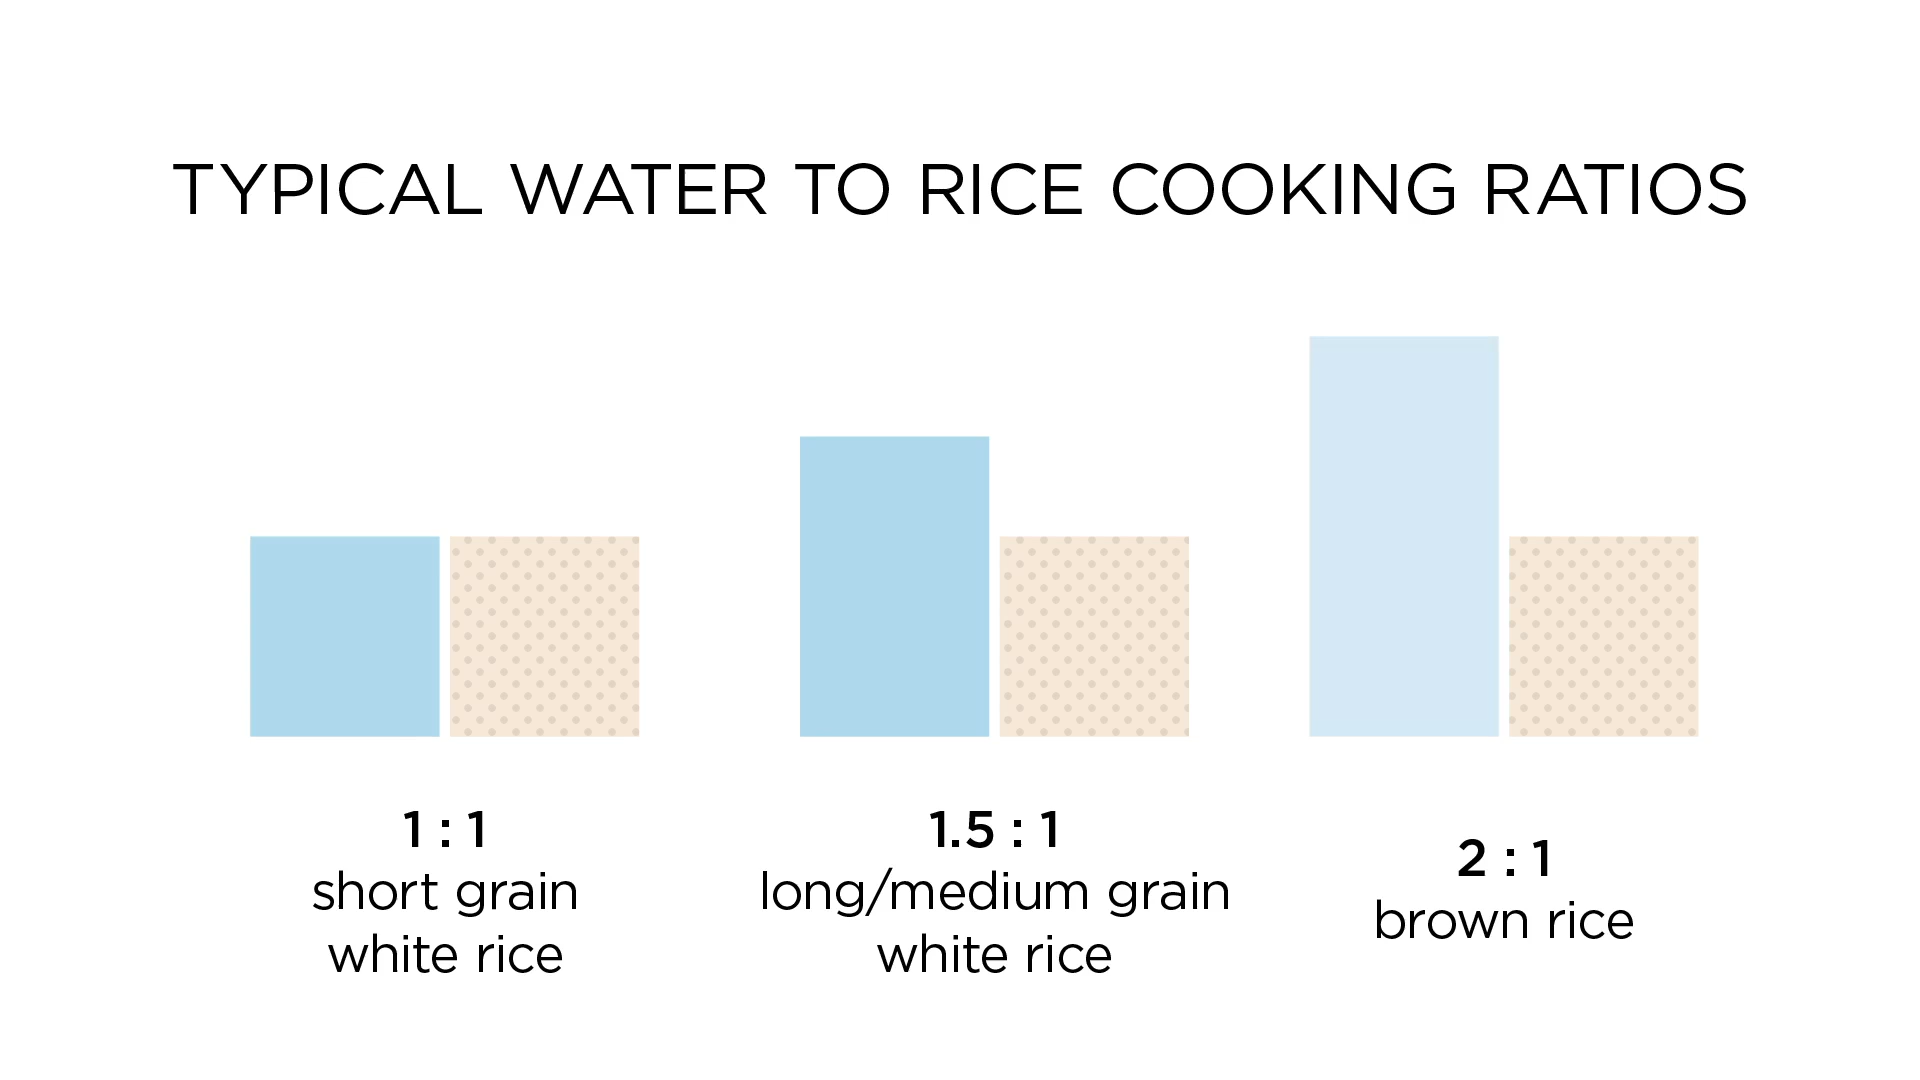 TYPICAL WATER TO RICE COOKING RATIOS
1 : 1
short grain
white rice
1.5 : 1
long/medium grain
white rice
2 : 1
brown rice